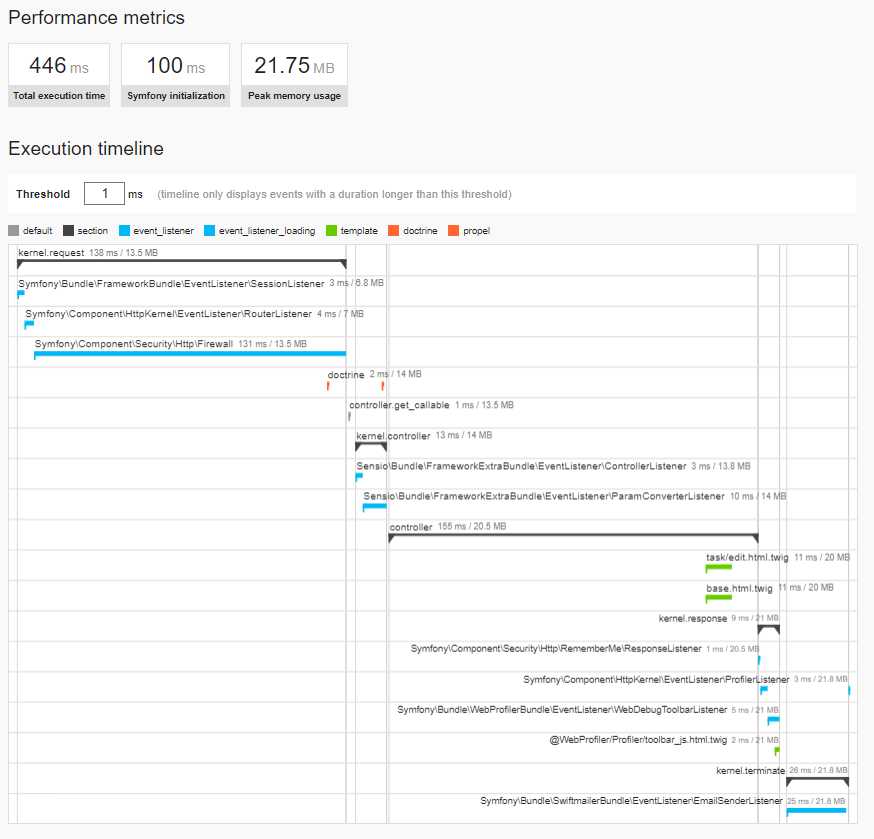 Performance metrics
446 ms
100 ms
21.75 MB
Total execution time
Symfony initialization
Peak memory usage
Execution timeline
Threshold 1 ms (timeline only displays events with a duration longer than this threshold)
default section event_listener event_listener_loading template doctrine propel
kernel.request 138 ms / 13.5 MB
Symfony\Bundle\FrameworkBundle\EventListener\SessionListener 3 ms / 6.8 MB
Symfony\Component\HttpKernel\EventListener\RouterListener 4 ms / 7 MB
Symfony\Component\Security\Http\Firewall 131 ms / 13.5 MB
doctrine 2 ms / 14 MB
controller.get_callable 1 ms / 13.5 MB
kernel.controller 13 ms / 14 MB
Sensio\Bundle\FrameworkExtraBundle\EventListener\ControllerListener 3 ms / 13.8 MB
Sensio\Bundle\FrameworkExtraBundle\EventListener\ParamConverterListener 10 ms / 14 MB
controller 155 ms / 20.5 MB
task/edit.html.twig 11 ms / 20 MB
base.html.twig 11 ms / 20 MB
kernel.response 9 ms / 21 MB
Symfony\Component\Security\Http\RememberMe\ResponseListener 1 ms / 20.5 MB
Symfony\Component\HttpKernel\EventListener\ProfilerListener 3 ms / 21.8 MB
Symfony\Bundle\WebProfilerBundle\EventListener\WebDebugToolbarListener 5 ms / 21 MB
@WebProfiler/Profiler/toolbar_js.html.twig 2 ms / 21 MB
kernel.terminate 26 ms / 21.8 MB
Symfony\Bundle\SwiftmailerBundle\EventListener\EmailSenderListener 25 ms / 21.8 MB